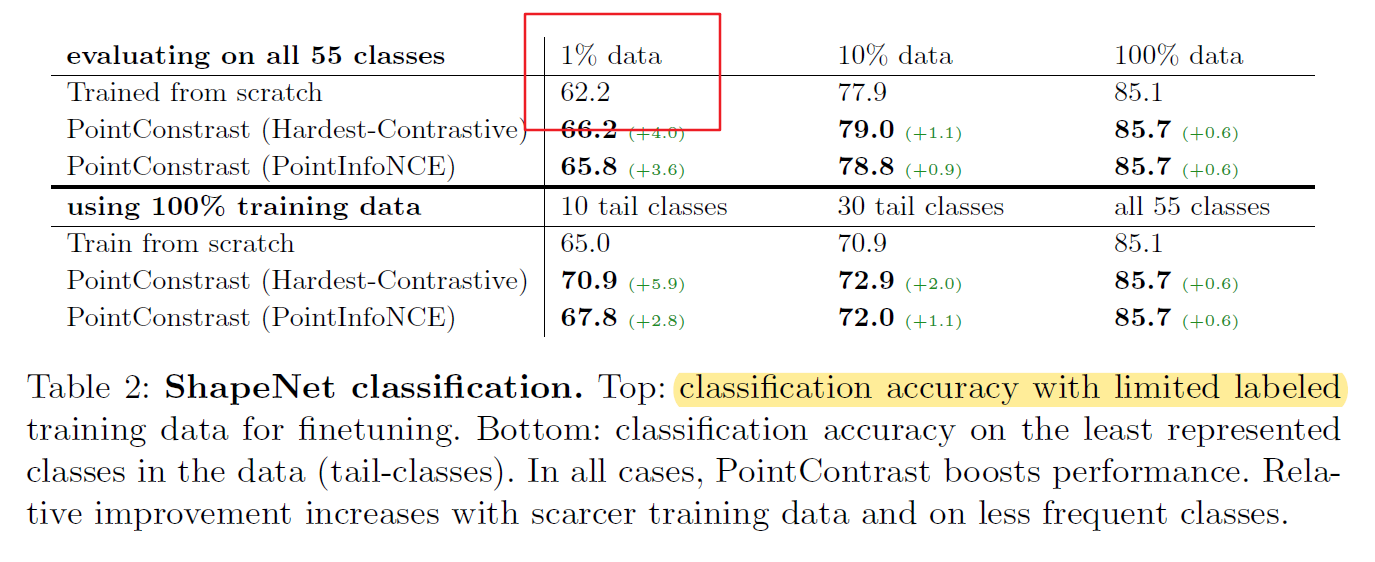 evaluating on all 55 classes 1% data 10% data 100% data
Trained from scratch 62.2 77.9 85.1
PointConstrast (Hardest-Contrastive) 66.2 (+4.0) 79.0 (+1.1) 85.7 (+0.6)
PointConstrast (PointInfoNCE) 65.8 (+3.6) 78.8 (+0.9) 85.7 (+0.6)
using 100% training data 10 tail classes 30 tail classes all 55 classes
Train from scratch 65.0 70.9 85.1
PointConstrast (Hardest-Contrastive) 70.9 (+5.9) 72.9 (+2.0) 85.7 (+0.6)
PointConstrast (PointInfoNCE) 67.8 (+2.8) 72.0 (+1.1) 85.7 (+0.6)
Table 2: ShapeNet classification. Top: classification accuracy with limited labeled
training data for finetuning. Bottom: classification accuracy on the least represented
classes in the data (tail-classes). In all cases, PointContrast boosts performance. Rela-
tive improvement increases with scarcer training data and on less frequent classes.